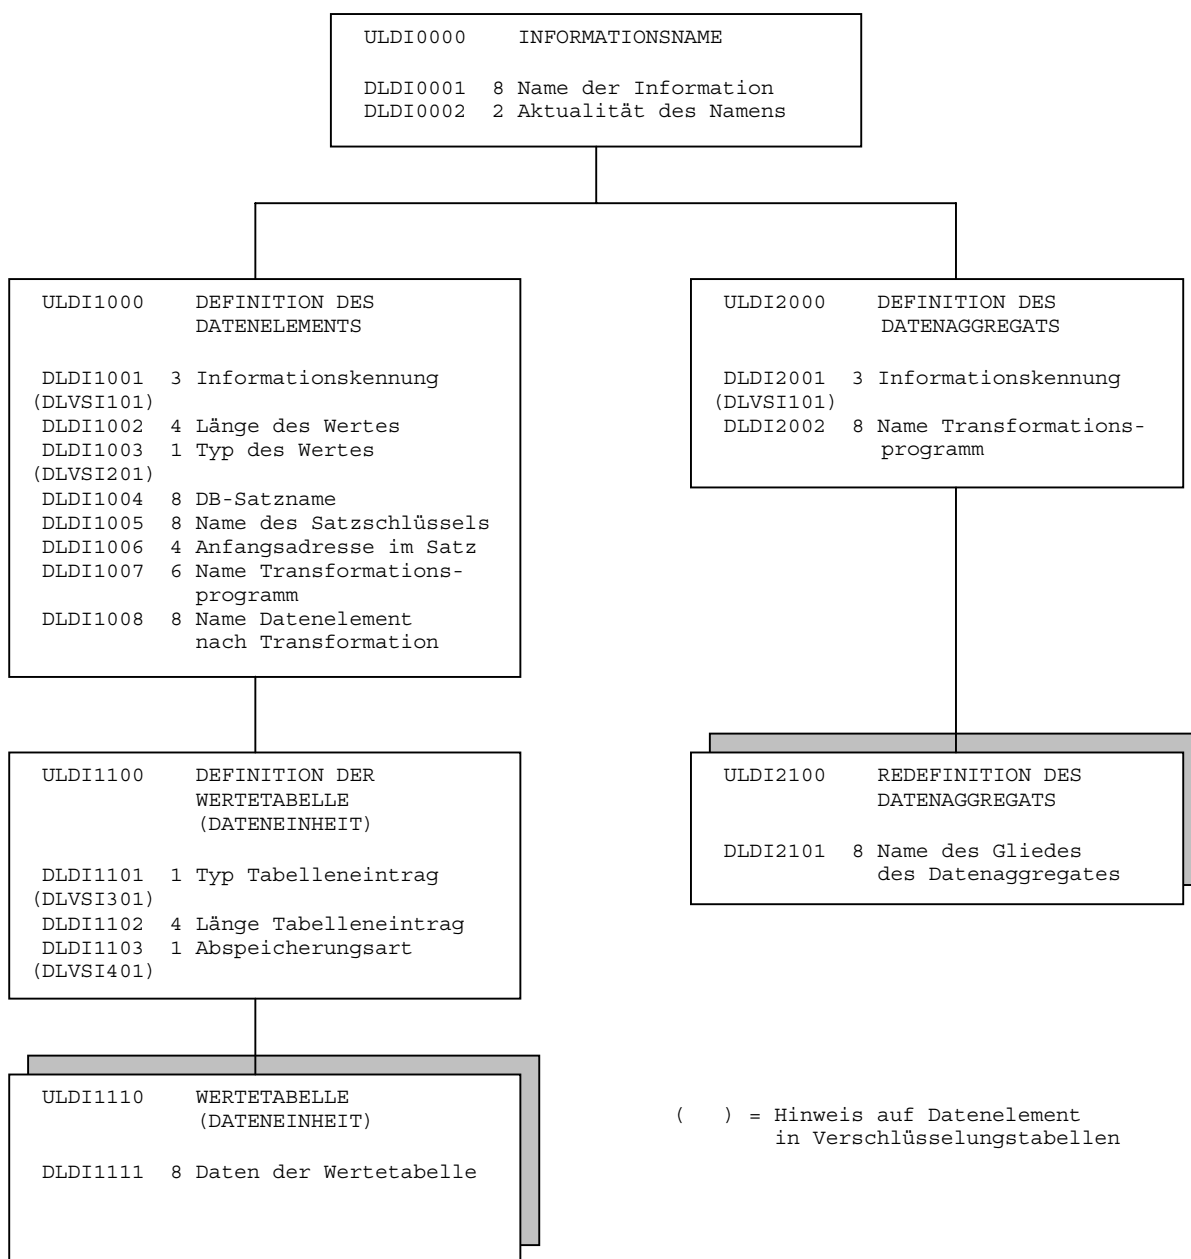 ULDI0000 INFORMATIONSNAME
DLDI0001 8 Name der Information
DLDI0002 2 Aktualität des Namens
ULDI1000 DEFINITION DES
DATENELEMENTS
DLDI1001 3 Informationskennung
(DLVSI101)
DLDI1002 4 Länge des Wertes
DLDI1003 1 Typ des Wertes
(DLVSI201)
DLDI1004 8 DB-Satzname
DLDI1005 8 Name des Satzschlüssels
DLDI1006 4 Anfangsadresse im Satz
DLDI1007 6 Name Transformations-
programm
DLDI1008 8 Name Datenelement
nach Transformation
ULDI2000 DEFINITION DES
DATENAGGREGATS
DLDI2001 3 Informationskennung
(DLVSI101)
DLDI2002 8 Name Transformations-
programm
ULDI1100 DEFINITION DER
WERTETABELLE
(DATENEINHEIT)
DLDI1101 1 Typ Tabelleneintrag
(DLVSI301)
DLDI1102 4 Länge Tabelleneintrag
DLDI1103 1 Abspeicherungsart
(DLVSI401)
ULDI2100 REDEFINITION DES
DATENAGGREGATS
DLDI2101 8 Name des Gliedes
des Datenaggregates
ULDI1110 WERTETABELLE
(DATENEINHEIT)
DLDI1111 8 Daten der Wertetabelle
( ) = Hinweis auf Datenelement
in Verschlüsselungstabellen